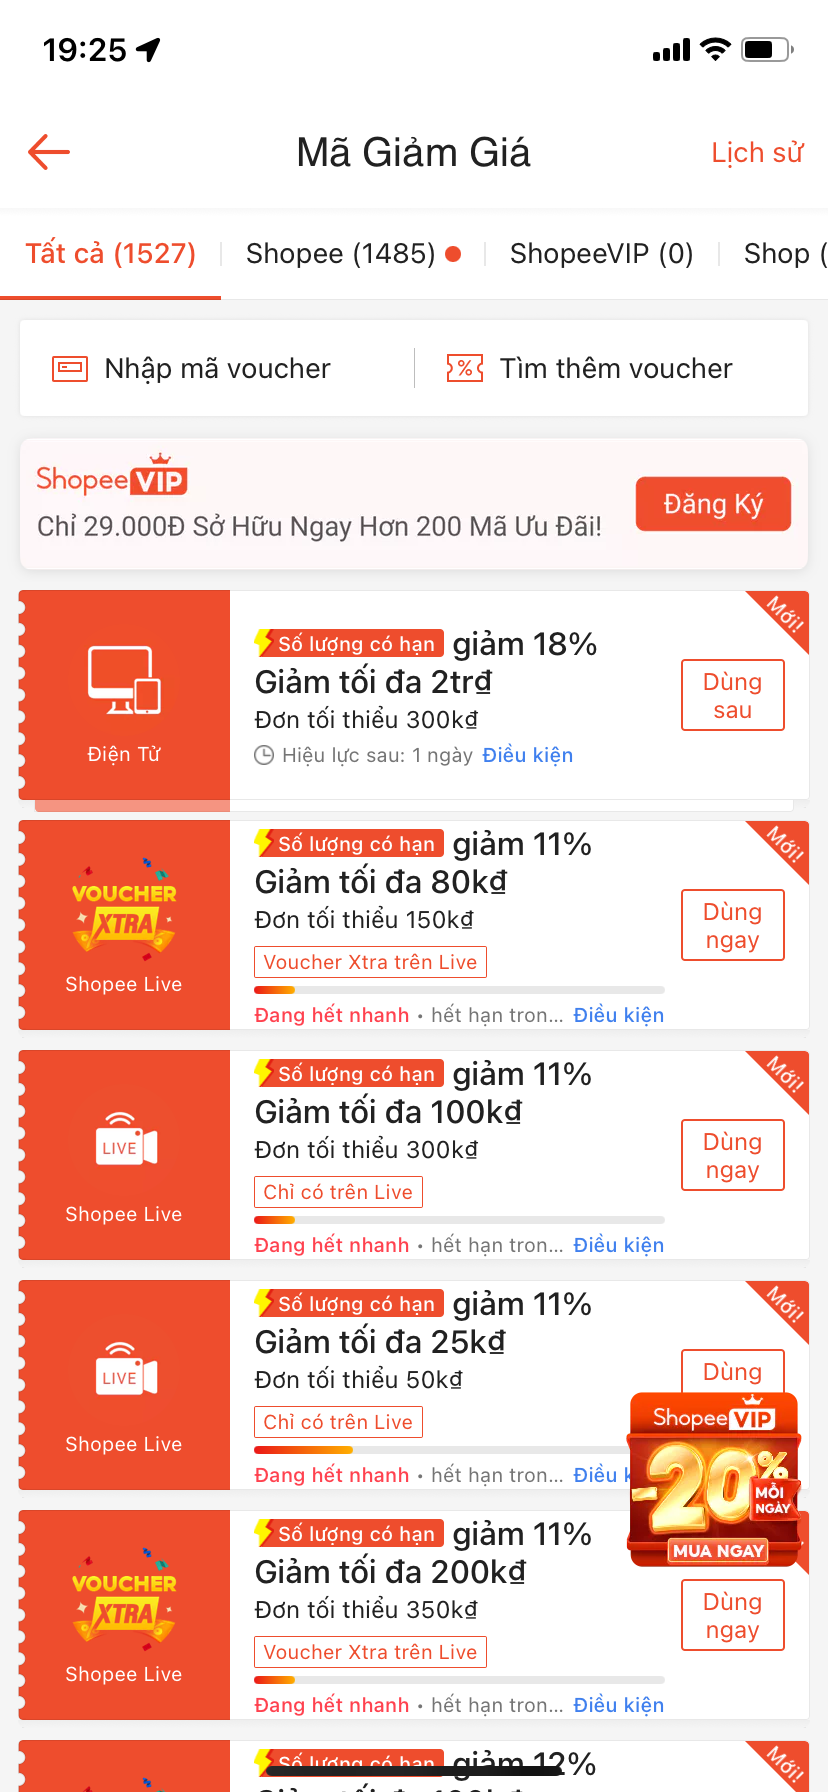 19:25
Mã Giảm Giá
Lịch sử
Tất cả (1527)
Shopee (1485)
ShopeeVIP (0)
Shop (
Nhập mã voucher
Tìm thêm voucher
Shopee VIP
Chỉ 29.000Đ Sở Hữu Ngay Hơn 200 Mã Ưu Đãi!
Đăng Ký
Mới!
Điện Tử
Số lượng có hạn giảm 18%
Giảm tối đa 2tr₫
Đơn tối thiểu 300k₫
Hiệu lực sau: 1 ngày Điều kiện
Dùng
sau
Mới!
VOUCHER
XTRA
Shopee Live
Số lượng có hạn giảm 11%
Giảm tối đa 80k₫
Đơn tối thiểu 150k₫
Voucher Xtra trên Live
Đang hết nhanh • hết hạn tron... Điều kiện
Dùng
ngay
Mới!
LIVE
Shopee Live
Số lượng có hạn giảm 11%
Giảm tối đa 100k₫
Đơn tối thiểu 300k₫
Chỉ có trên Live
Đang hết nhanh • hết hạn tron... Điều kiện
Dùng
ngay
Mới!
LIVE
Shopee Live
Số lượng có hạn giảm 11%
Giảm tối đa 25k₫
Đơn tối thiểu 50k₫
Chỉ có trên Live
Đang hết nhanh • hết hạn tron... Điều
Dùng
Shopee VIP
-20%
MỖI
NGÀY
MUA NGAY
VOUCHER
XTRA
Shopee Live
Số lượng có hạn giảm 11%
Giảm tối đa 200k₫
Đơn tối thiểu 350k₫
Voucher Xtra trên Live
Đang hết nhanh • hết hạn tron... Điều kiện
Dùng
ngay
Mới!
Số lượng có hạn giảm 12%